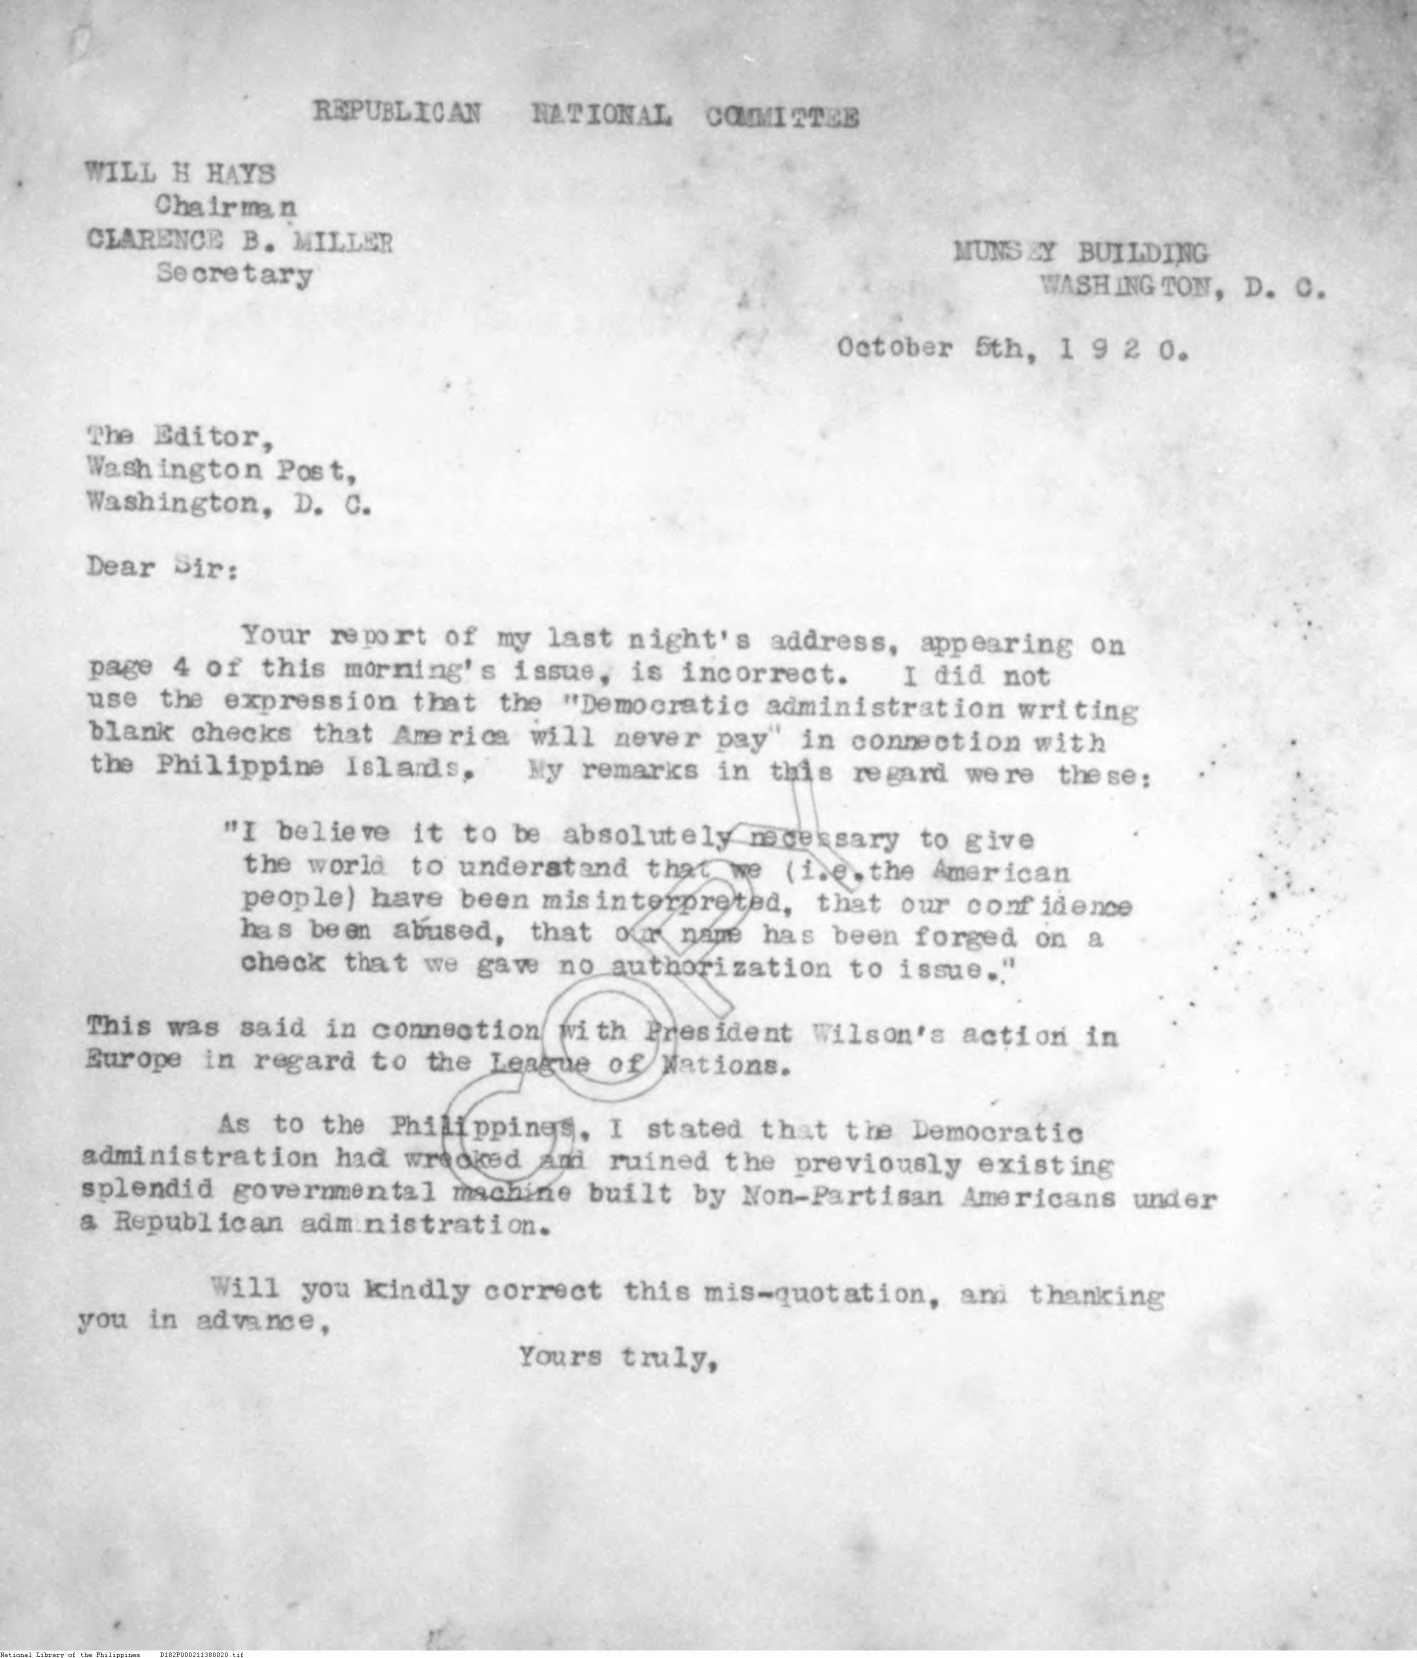 REPUBLICAN NATIONAL COMMITTEE
WILL H HAYS
Chairman
CLARENCE B. MILLER
Secretary
MUNSEY BUILDING
WASHINGTON, D. C.
October 5th, 1 9 2 0.
The Editor,
Washington Post,
Washington, D. C.
Dear Sir:
Your report of my last night's address, appearing on
page 4 of this morning's issue, is incorrect. I did not
use the expression that the "Democratic administration writing
blank checks that America will never pay" in connection with
the Philippine Islands. My remarks in this regard were these:
"I believe it to be absolutely necessary to give
the world to understand that we (i.e.the American
people) have been misinterpreted, that our confidence
has been abused, that our name has been forged on a
check that we gave no authorization to issue."
This was said in connection with President Wilson's action in
Europe in regard to the League of Nations.
As to the Philippines, I stated that the Democratic
administration had wrecked and ruined the previously existing
splendid governmental machine built by Non-Partisan Americans under
a Republican adm nistration.
Will you kindly correct this mis-quotation, and thanking
you in advance,
Yours truly,
COPY
National Library of the Philippines D182P000211380020.tif